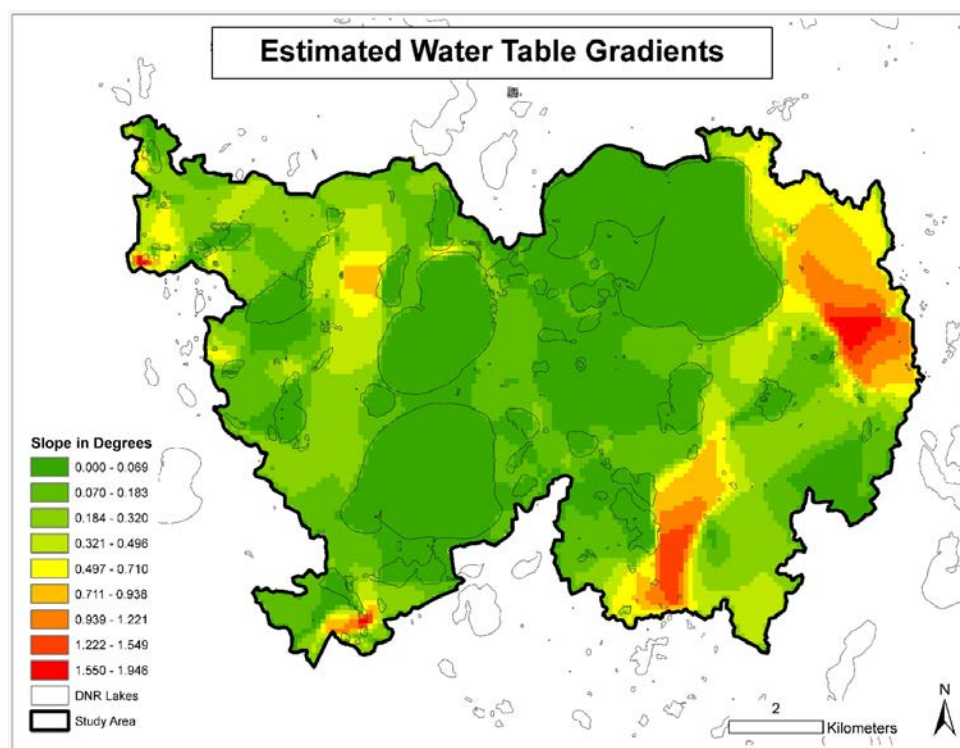 Estimated Water Table Gradients
Slope in Degrees
0.000 - 0.069
0.070 - 0.183
0.184 - 0.320
0.321 - 0.496
0.497 - 0.710
0.711 - 0.938
0.939 - 1.221
1.222 - 1.549
1.550 - 1.946
DNR Lakes
Study Area
2
Kilometers
N